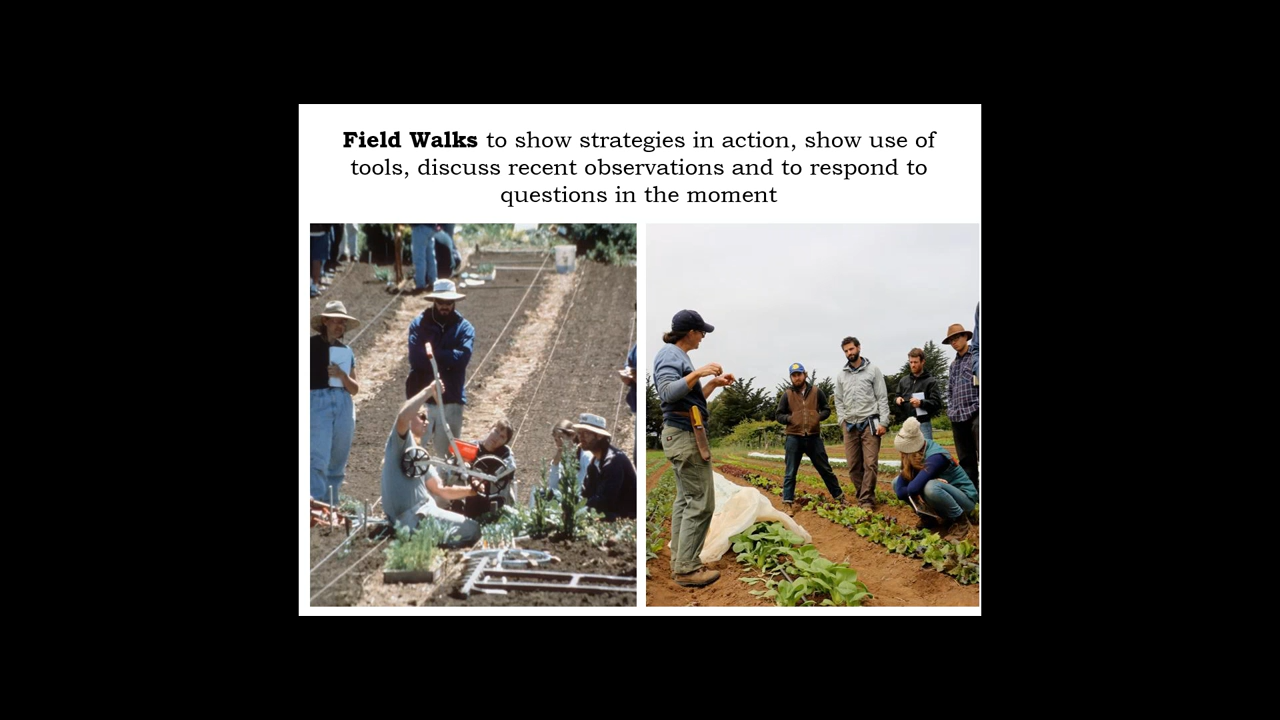 Field Walks to show strategies in action, show use of
tools, discuss recent observations and to respond to
questions in the moment